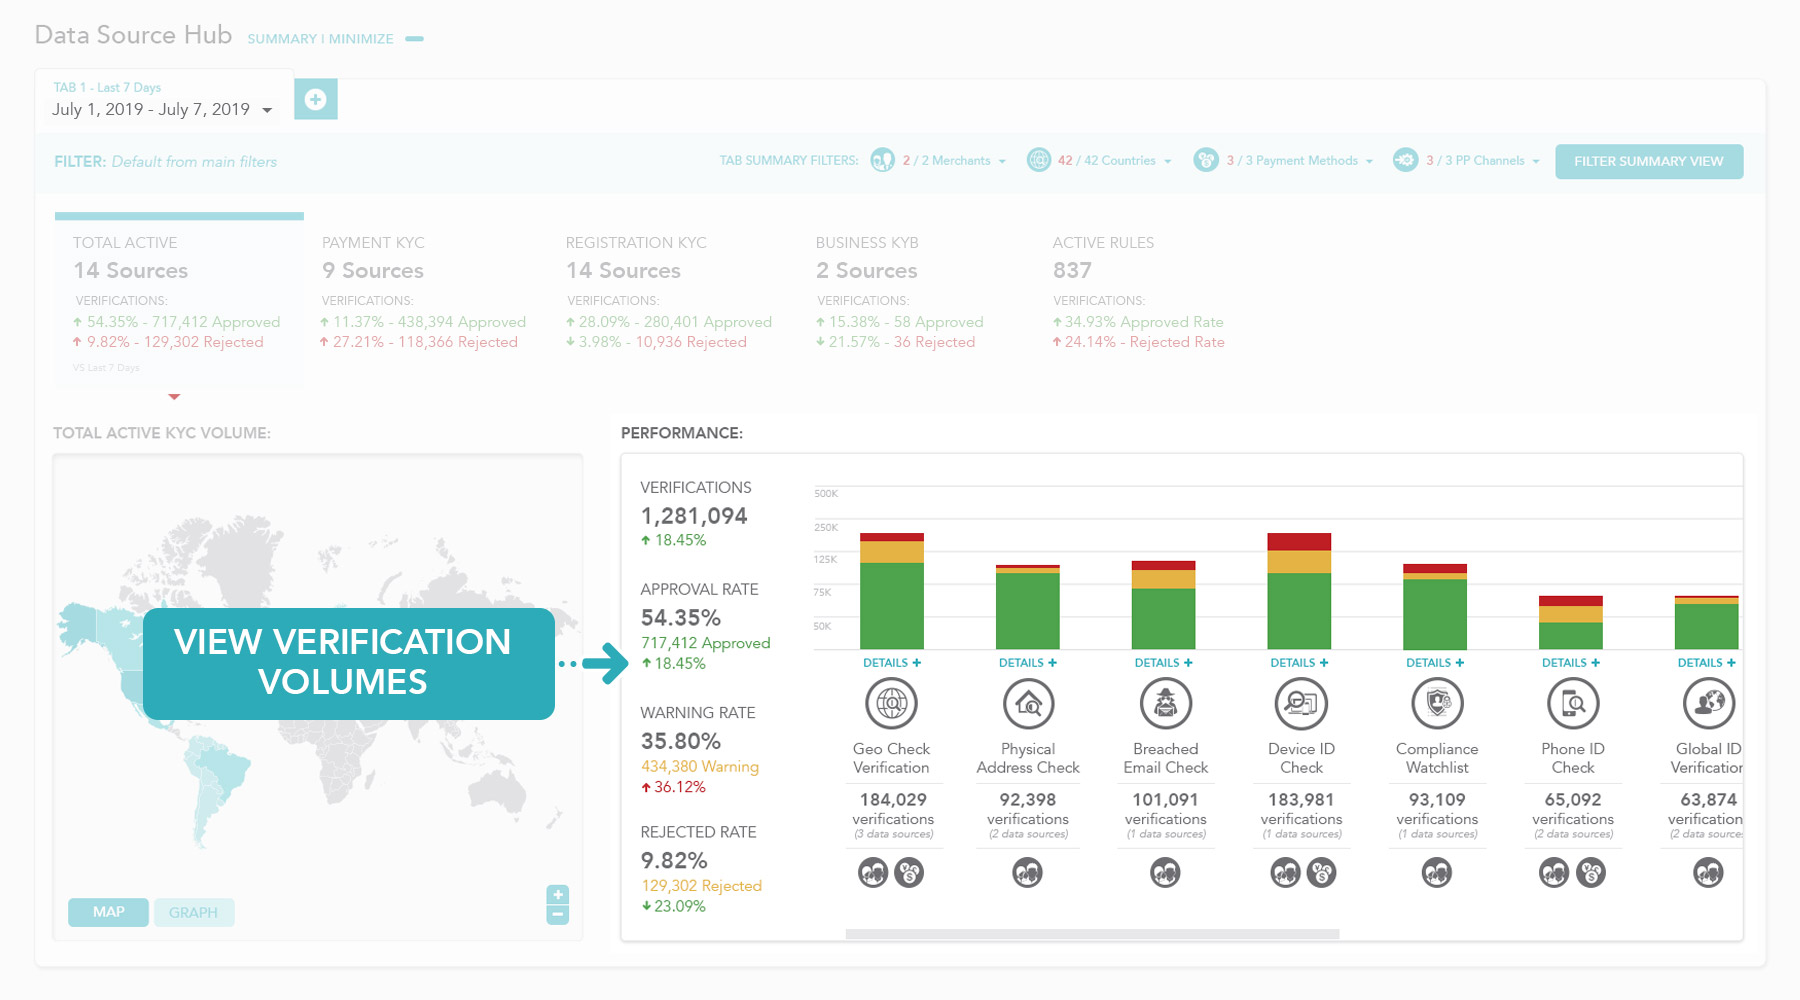 Data Source Hub SUMMARY | MINIMIZE
TAB 1 - Last 7 Days
July 1, 2019 - July 7, 2019
FILTER: Default from main filters
TAB SUMMARY FILTERS: 2 / 2 Merchants 42 / 42 Countries 3 / 3 Payment Methods 3 / 3 PP Channels FILTER SUMMARY VIEW
TOTAL ACTIVE
14 Sources
VERIFICATIONS:
54.35% - 717,412 Approved
9.82% - 129,302 Rejected
VS Last 7 Days
PAYMENT KYC
9 Sources
VERIFICATIONS:
11.37% - 438,394 Approved
27.21% - 118,366 Rejected
REGISTRATION KYC
14 Sources
VERIFICATIONS:
28.09% - 280,401 Approved
3.98% - 10,936 Rejected
BUSINESS KYB
2 Sources
VERIFICATIONS:
15.38% - 58 Approved
21.57% - 36 Rejected
ACTIVE RULES
837
VERIFICATIONS:
34.93% Approved Rate
24.14% - Rejected Rate
TOTAL ACTIVE KYC VOLUME:
VIEW VERIFICATION
VOLUMES
MAP GRAPH
PERFORMANCE:
VERIFICATIONS
1,281,094
18.45%
APPROVAL RATE
54.35%
717,412 Approved
18.45%
WARNING RATE
35.80%
434,380 Warning
36.12%
REJECTED RATE
9.82%
129,302 Rejected
23.09%
500K
250K
125K
75K
50K
DETAILS +
Geo Check
Verification
184,029
verifications
(3 data sources)
DETAILS +
Physical
Address Check
92,398
verifications
(2 data sources)
DETAILS +
Breached
Email Check
101,091
verifications
(1 data sources)
DETAILS +
Device ID
Check
183,981
verifications
(1 data sources)
DETAILS +
Compliance
Watchlist
93,109
verifications
(1 data sources)
DETAILS +
Phone ID
Check
65,092
verifications
(2 data sources)
DETAILS +
Global ID
Verification
63,874
verification
(2 data source